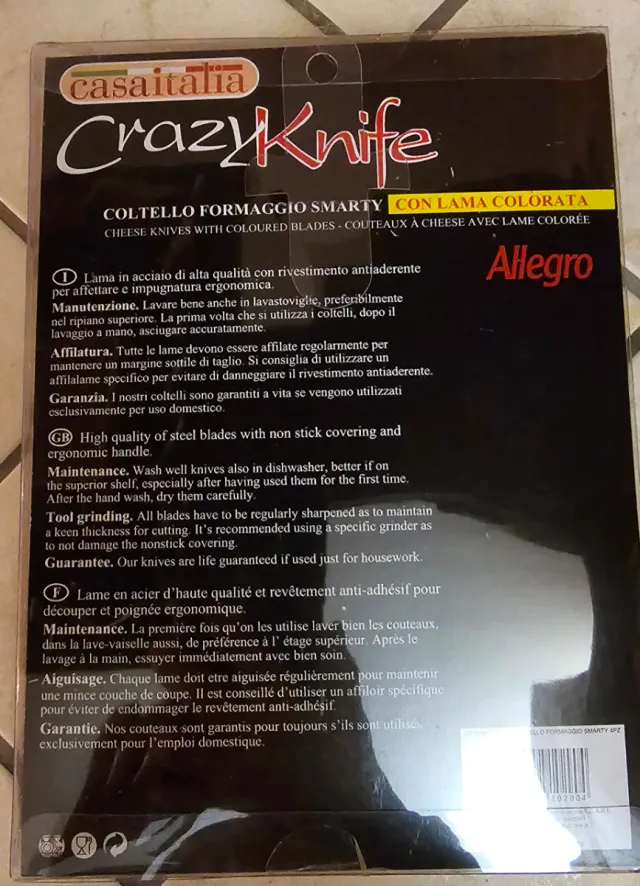 casaitalia
CrazyKnife
COLTELLO FORMAGGIO SMARTY CON LAMA COLORATA
CHEESE KNIVES WITH COLOURED BLADES - COUTEAUX À CHEESE AVEC LAME COLORÉE
Allegro
I Lama in acciaio di alta qualità con rivestimento antiaderente
per affettare e impugnatura ergonomica.
Manutenzione. Lavare bene anche in lavastoviglie, preferibilmente
nel ripiano superiore. La prima volta che si utilizza i coltelli, dopo il
lavaggio a mano, asciugare accuratamente.
Affilatura. Tutte le lame devono essere affilate regolarmente per
mantenere un margine sottile di taglio. Si consiglia di utilizzare un
affilalame specifico per evitare di danneggiare il rivestimento antiaderente.
Garanzia. I nostri coltelli sono garantiti a vita se vengono utilizzati
esclusivamente per uso domestico.
GB High quality of steel blades with non stick covering and
ergonomic handle.
Maintenance. Wash well knives also in dishwasher, better if on
the superior shelf, especially after having used them for the first time.
After the hand wash, dry them carefully.
Tool grinding. All blades have to be regularly sharpened as to maintain
a keen thickness for cutting. It's recommended using a specific grinder as
to not damage the nonstick covering.
Guarantee. Our knives are life guaranteed if used just for housework.
F Lame en acier d'haute qualité et revêtement anti-adhésif pour
découper et poignée ergonomique.
Maintenance. La première fois qu'on les utilise laver bien les couteaux,
dans la lave-vaiselle aussi, de préférence à l' étage supérieur. Après le
lavage à la main, essuyer immédiatement avec bien soin.
Aiguisage. Chaque lame doit etre aiguisée régulièrement pour maintenir
une mince couche de coupe. Il est conseillé d'utiliser un affiloir spécifique
pour éviter de endommager le revêtement anti-adhésif.
Garantie. Nos couteaux sont garantis pour toujours s'ils sont utilisés
exclusivement pour l'emploi domestique.
FORMAGGIO SMARTY 4PZ